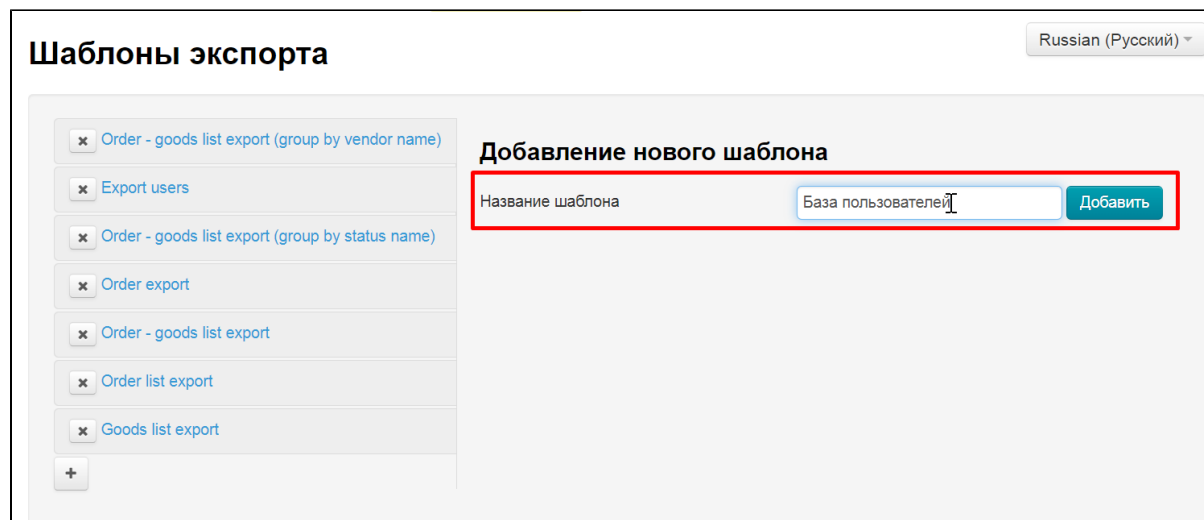 Шаблоны экспорта
Russian (Русский)
Order - goods list export (group by vendor name)
Export users
Order - goods list export (group by status name)
Order export
Order - goods list export
Order list export
Goods list export
Добавление нового шаблона
Название шаблона
База пользователей
Добавить